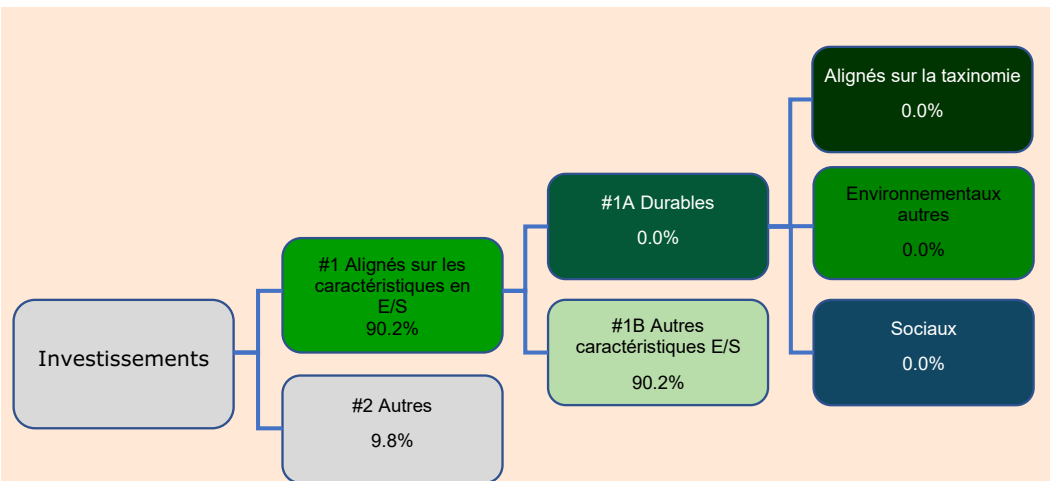 Investissements
#1 Alignés sur les
caractéristiques en
E/S
90.2%
#2 Autres
9.8%
#1A Durables
0.0%
#1B Autres
caractéristiques E/S
90.2%
Alignés sur la taxinomie
0.0%
Environnementaux
autres
0.0%
Sociaux
0.0%